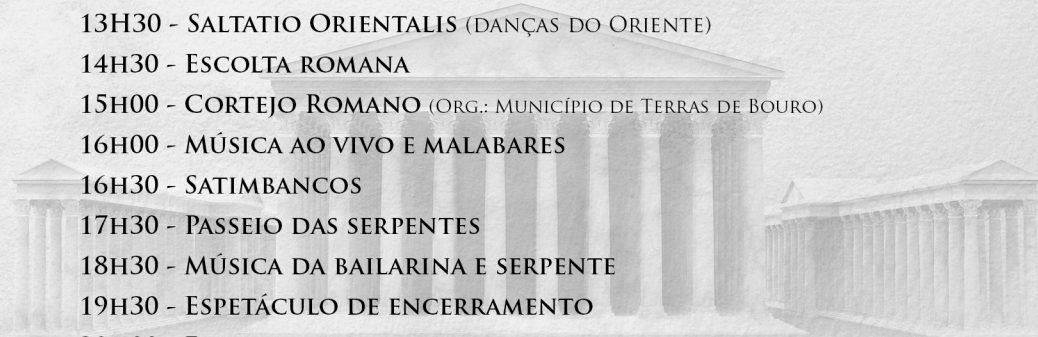 13H30 - SALTATIO ORIENTALIS (DANÇAS DO ORIENTE)
14H30 - ESCOLTA ROMANA
15H00 - CORTEJO ROMANO (ORG.: MUNICÍPIO DE TERRAS DE BOURO)
16H00 - MÚSICA AO VIVO E MALABARES
16H30 - SATIMBANCOS
17H30 - PASSEIO DAS SERPENTES
18H30 - MÚSICA DA BAILARINA E SERPENTE
19H30 - ESPETÁCULO DE ENCERRAMENTO